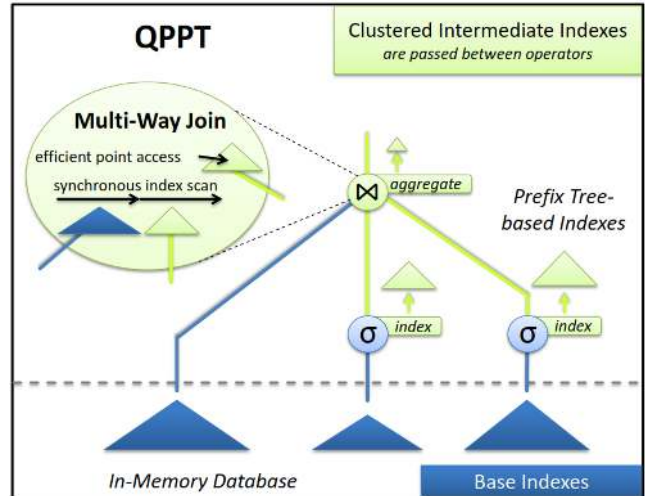 QPPT
Clustered Intermediate Indexes
are passed between operators
Multi-Way Join
efficient point access
synchronous index scan
⋈
aggregate
Prefix Tree-
based Indexes
σ
index
σ
index
In-Memory Database
Base Indexes